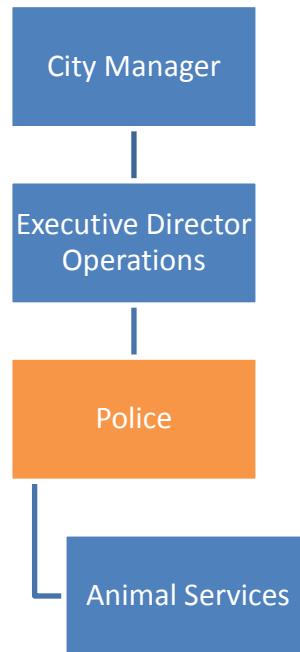 City Manager
Executive Director
Operations
Police
Animal Services